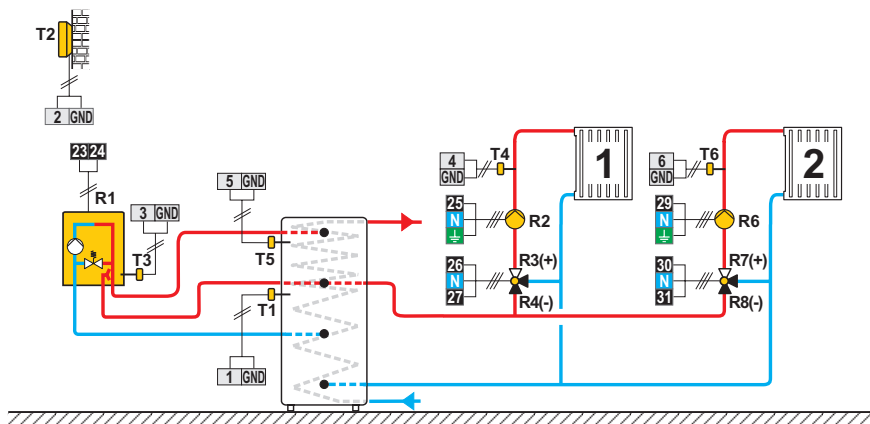 T2
2 GND
23 24
R1
3 GND
T3
5 GND
T5
T1
1 GND
4
GND
T4
1
25
N
R2
26
N
27
R3(+)
R4(-)
6
GND
T6
2
29
N
R6
30
N
31
R7(+)
R8(-)